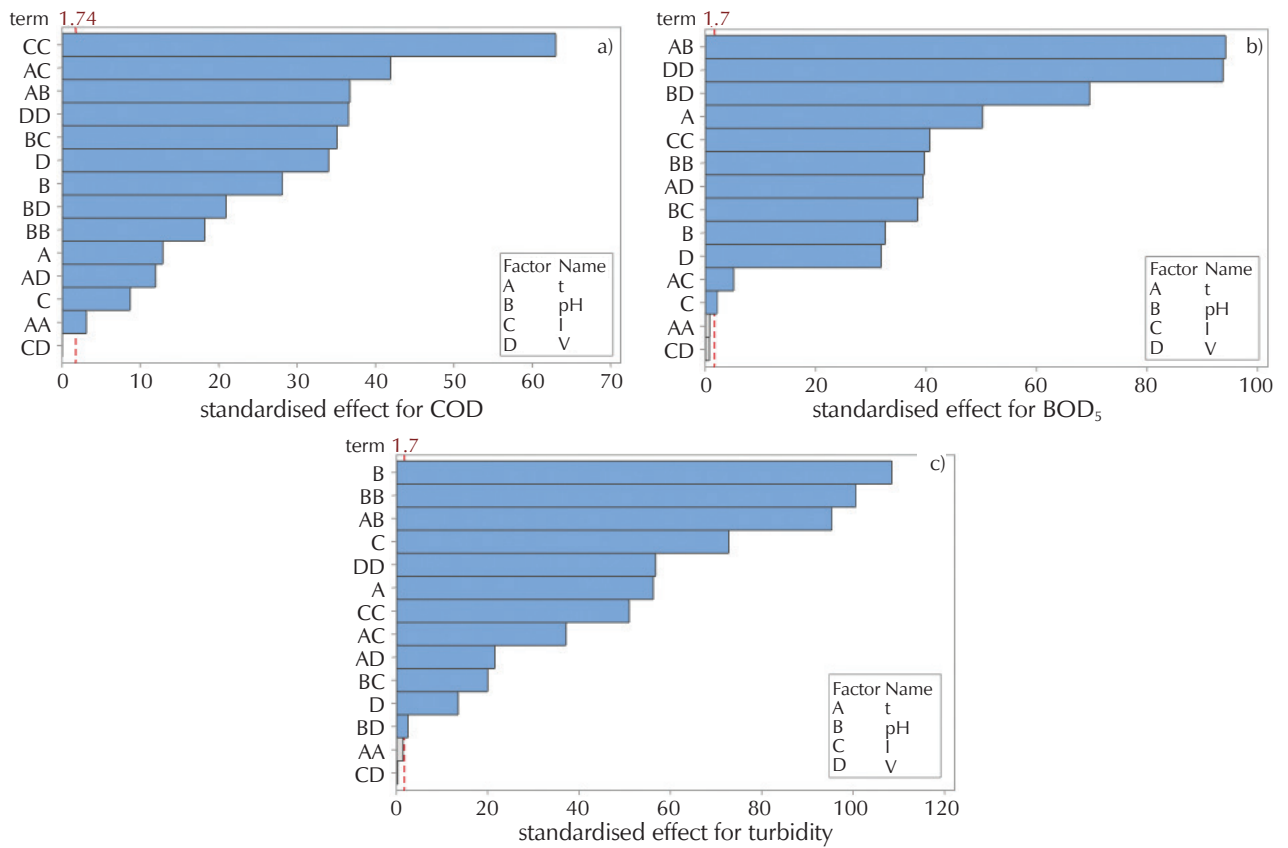 term 1.74
a)
CC
AC
AB
DD
BC
D
B
BD
BB
A
AD
C
AA
CD
Factor Name
A t
B pH
C I
D V
0 10 20 30 40 50 60 70
standardised effect for COD
term 1.7
b)
AB
DD
BD
A
CC
BB
AD
BC
B
D
AC
C
AA
CD
Factor Name
A t
B pH
C I
D V
0 20 40 60 80 100
standardised effect for BOD₅
term 1.7
c)
B
BB
AB
C
DD
A
CC
AC
AD
BC
D
BD
AA
CD
Factor Name
A t
B pH
C I
D V
0 20 40 60 80 100 120
standardised effect for turbidity